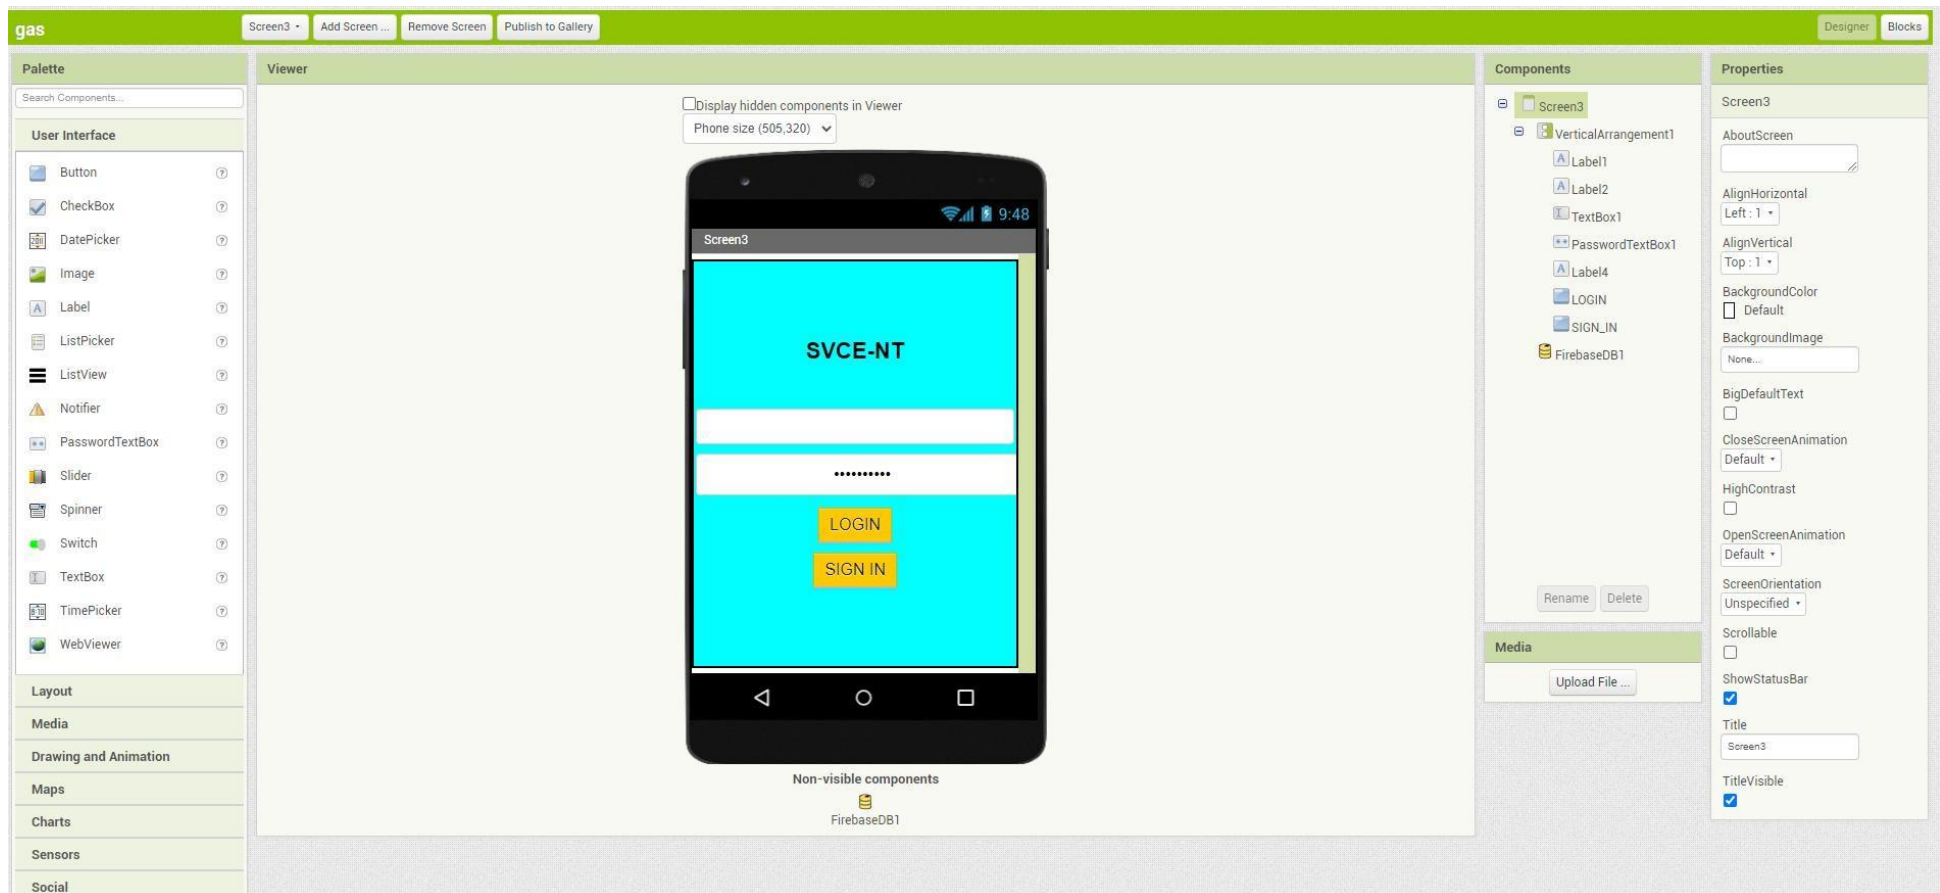 gas
Screen3
Add Screen ...
Remove Screen
Publish to Gallery
Designer
Blocks
Palette
Search Components...
User Interface
Button
CheckBox
DatePicker
Image
Label
ListPicker
ListView
Notifier
PasswordTextBox
Slider
Spinner
Switch
TextBox
TimePicker
WebViewer
Layout
Media
Drawing and Animation
Maps
Charts
Sensors
Social
Viewer
Display hidden components in Viewer
Phone size (505,320)
9:48
Screen3
SVCE-NT
••••••••••
LOGIN
SIGN IN
Non-visible components
FirebaseDB1
Components
Screen3
VerticalArrangement1
Label1
Label2
TextBox1
PasswordTextBox1
Label4
LOGIN
SIGN_IN
FirebaseDB1
Rename
Delete
Media
Upload File ...
Properties
Screen3
AboutScreen
AlignHorizontal
Left : 1
AlignVertical
Top : 1
BackgroundColor
Default
BackgroundImage
None...
BigDefaultText
CloseScreenAnimation
Default
HighContrast
OpenScreenAnimation
Default
ScreenOrientation
Unspecified
Scrollable
ShowStatusBar
Title
Screen3
TitleVisible